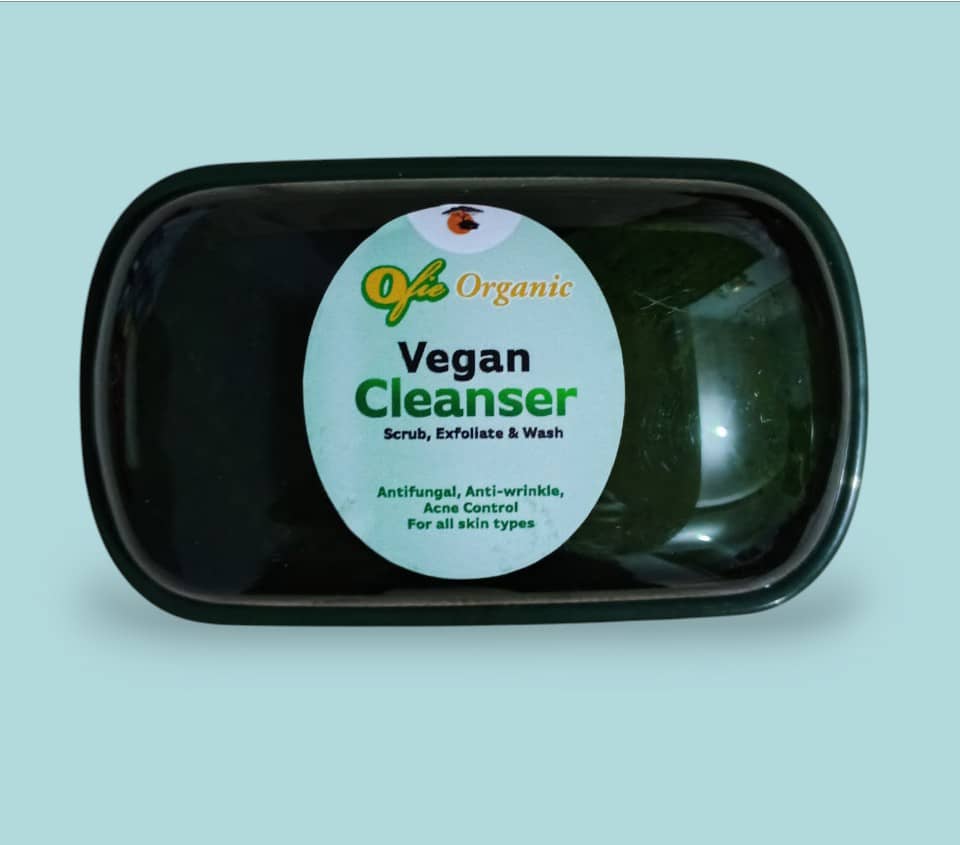 Ofie Organic
Vegan
Cleanser
Scrub, Exfoliate & Wash
Antifungal, Anti-wrinkle,
Acne Control
For all skin types